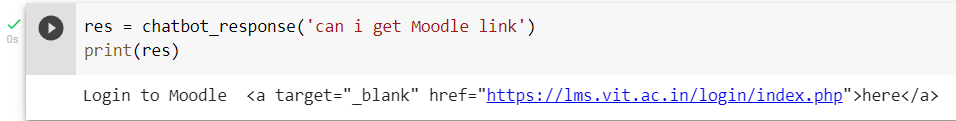 res = chatbot_response('can i get Moodle link')
0s
print(res)
Login to Moodle  <a target="_blank" href="https://lms.vit.ac.in/login/index.php">here</a>